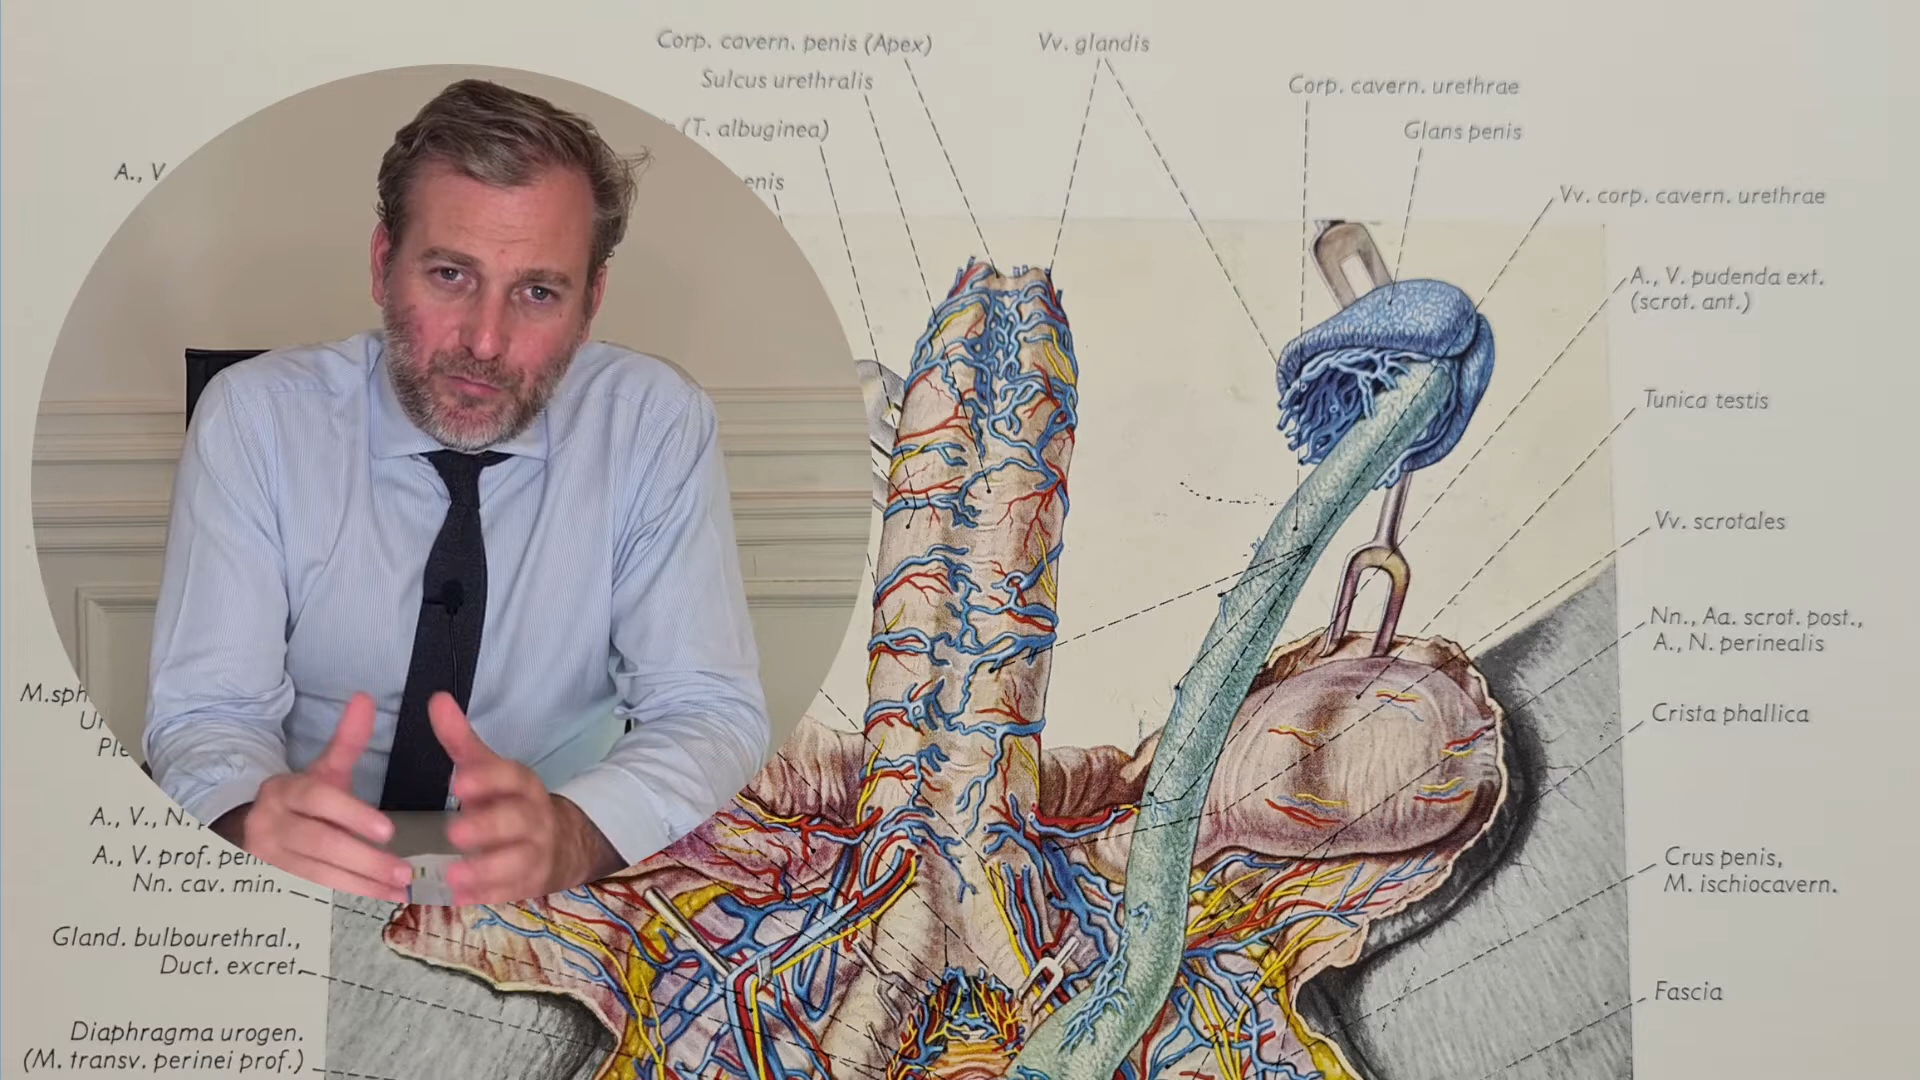 Corp. cavern. penis (Apex)
Vv. glandis
Sulcus urethralis
Corp. cavern. urethrae
(T. albuginea)
Glans penis
A., V
Vv. corp. cavern. urethrae
A., V. pudenda ext.
(scrot. ant.)
Tunica testis
Vv. scrotales
Nn., Aa. scrot. post.,
A., N. perinealis
M.sph
Crista phallica
A., V., N.
A., V. prof. pen
Nn. cav. min.
Crus penis,
M. ischiocavern.
Gland. bulbourethral.,
Duct. excret.
Fascia
Diaphragma urogen.
(M. transv. perinei prof.)